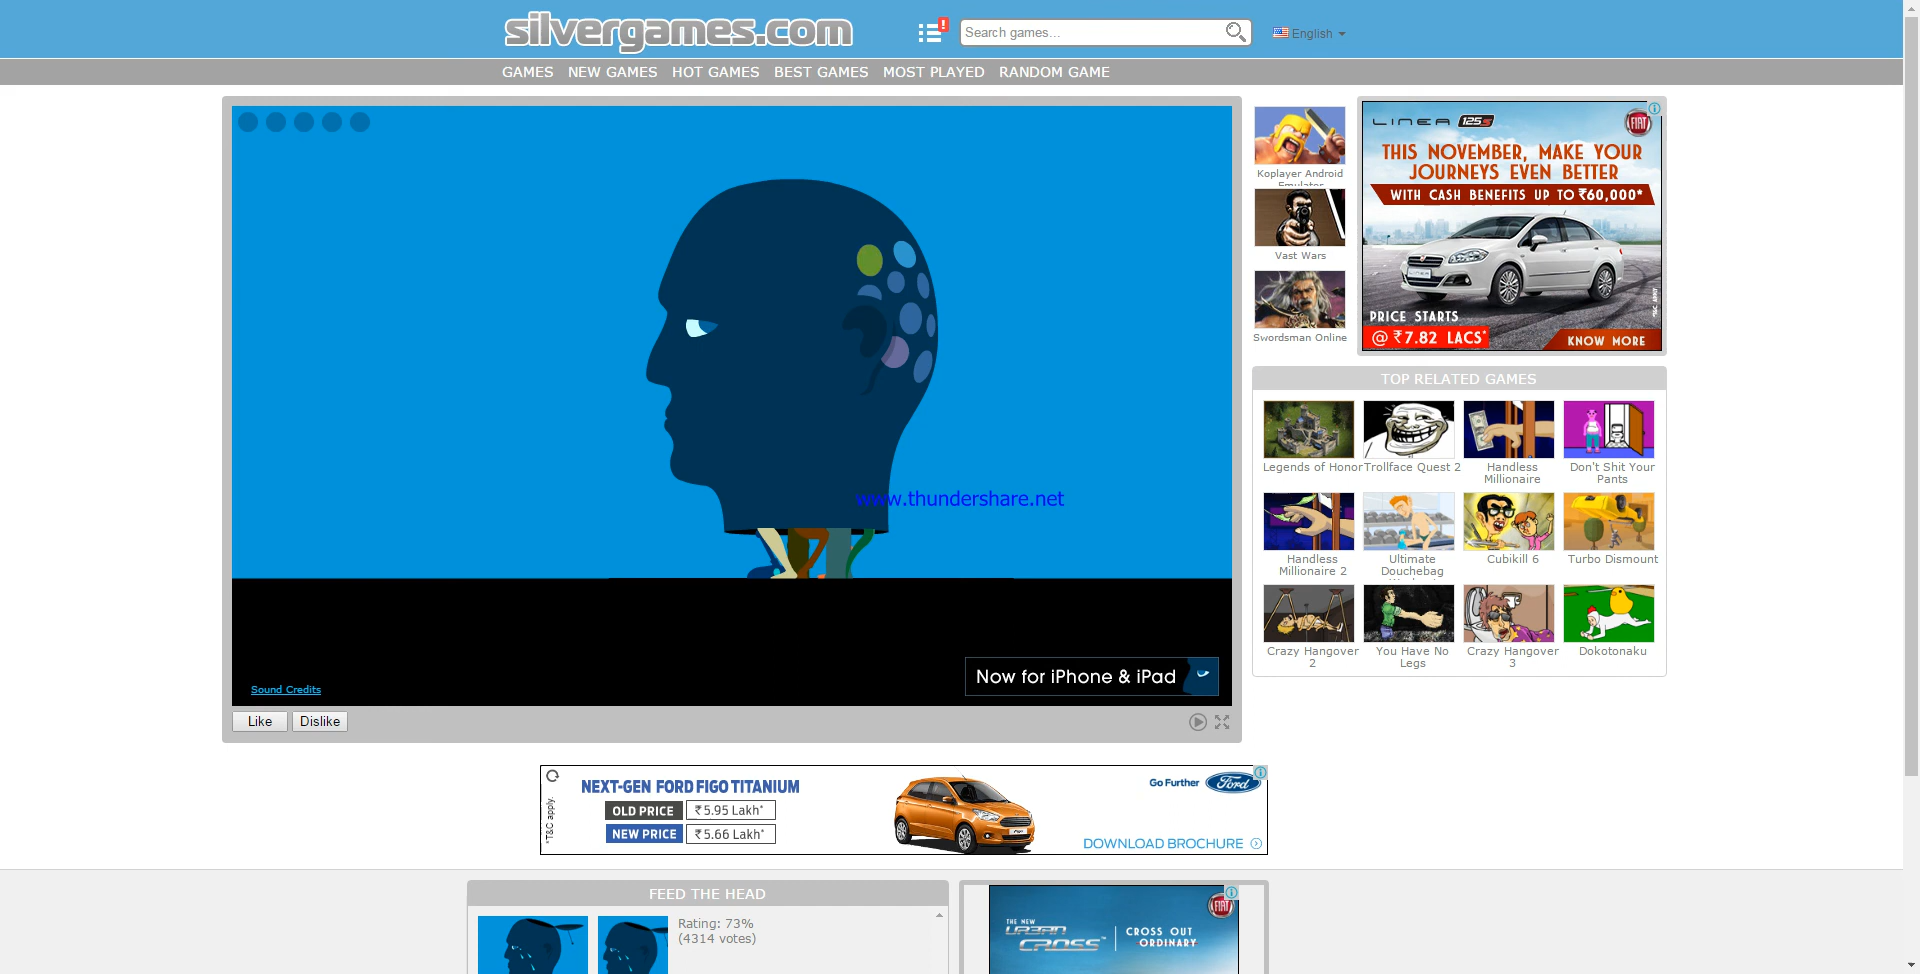 silvergames.com
Search games...
English
GAMES NEW GAMES HOT GAMES BEST GAMES MOST PLAYED RANDOM GAME
www.thundershare.net
Sound Credits
Now for iPhone & iPad
Like Dislike
Koplayer Android
Emulator
Vast Wars
Swordsman Online
LINEA 125 S
FIAT
THIS NOVEMBER, MAKE YOUR
JOURNEYS EVEN BETTER
WITH CASH BENEFITS UP TO ₹60,000*
LINEA
*T&C APPLY
PRICE STARTS
@ ₹7.82 LACS*
KNOW MORE
TOP RELATED GAMES
Legends of Honor
Trollface Quest 2
Handless
Millionaire
Don't Shit Your
Pants
Handless
Millionaire 2
Ultimate
Douchebag
Cubikill 6
Turbo Dismount
Crazy Hangover
2
You Have No
Legs
Crazy Hangover
3
Dokotonaku
*T&C apply.
NEXT-GEN FORD FIGO TITANIUM
OLD PRICE ₹5.95 Lakh*
NEW PRICE ₹5.66 Lakh*
Go Further Ford
DOWNLOAD BROCHURE
FEED THE HEAD
Rating: 73%
(4314 votes)
FIAT
THE NEW
URBAN
CROSS™
CROSS OUT
ORDINARY